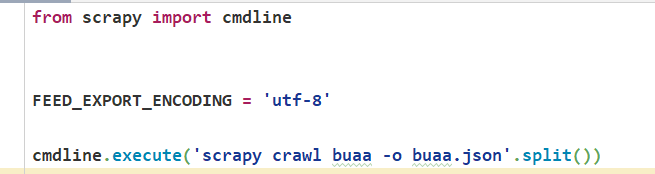 from scrapy import cmdline
FEED_EXPORT_ENCODING = 'utf-8'
cmdline.execute('scrapy crawl buaa -o buaa.json'.split())